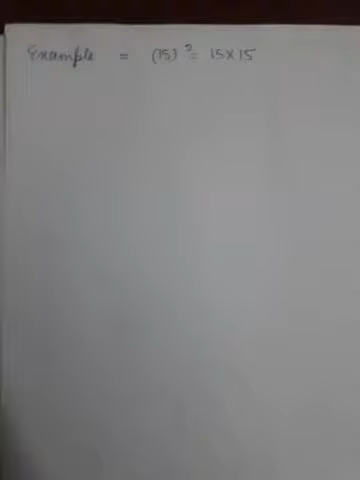 Example = (15)² = 15×15